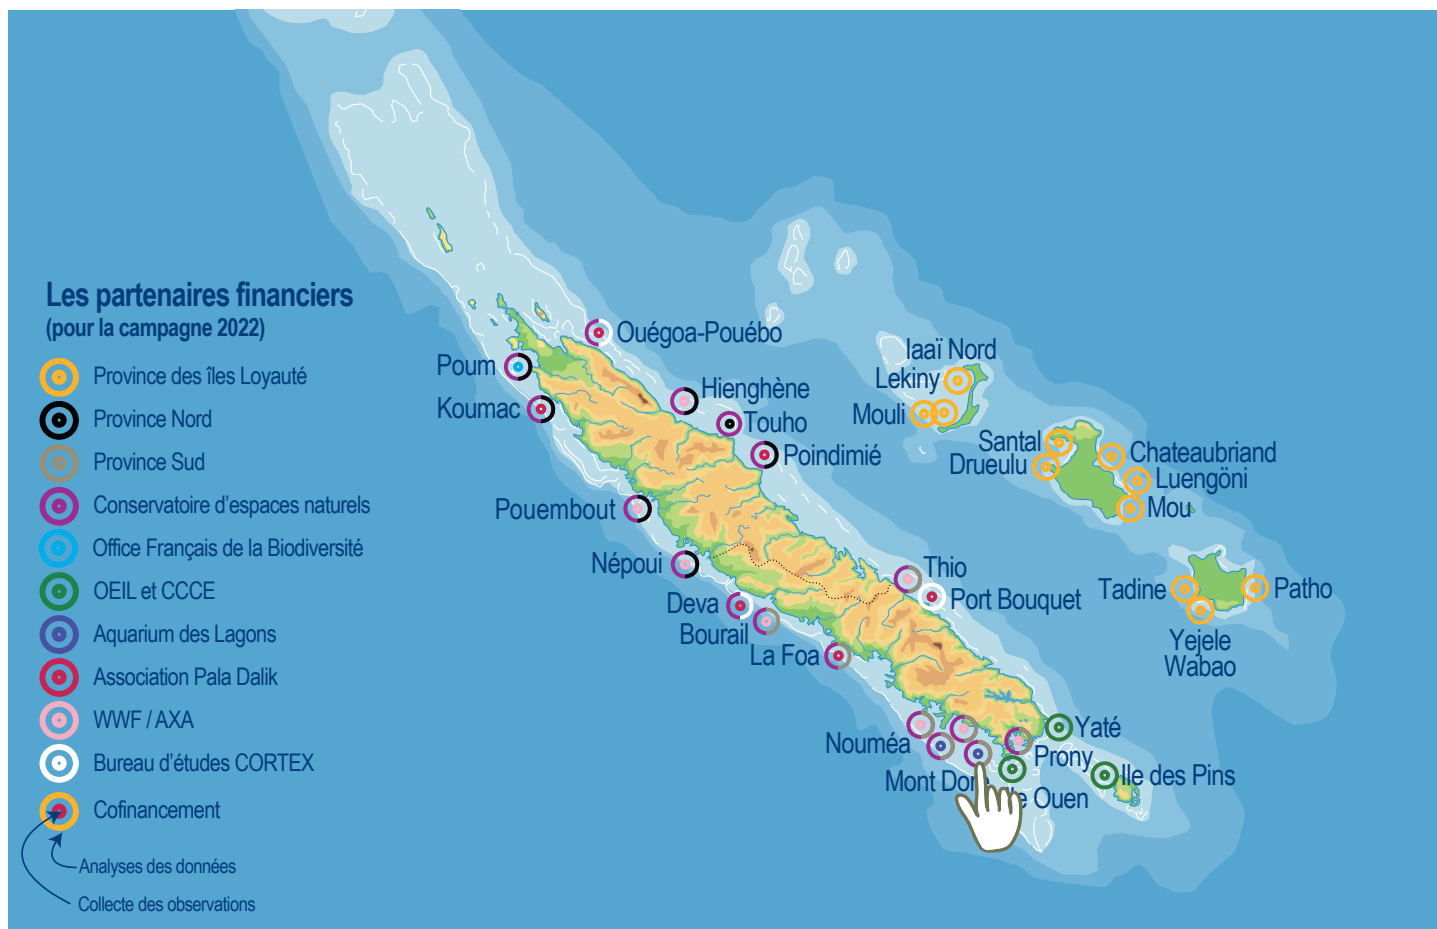 Les partenaires financiers
(pour la campagne 2022)
Province des îles Loyauté
Province Nord
Province Sud
Conservatoire d'espaces naturels
Office Français de la Biodiversité
OEIL et CCCE
Aquarium des Lagons
Association Pala Dalik
WWF / AXA
Bureau d'études CORTEX
Cofinancement
Analyses des données
Collecte des observations
Ouégoa-Pouébo
Poum
Koumac
Hienghène
Touho
Poindimié
Pouembout
Népoui
Deva
Bourail
La Foa
Thio
Port Bouquet
Nouméa
Mont Dore
Prony
Yaté
Ouen
Ile des Pins
Iaaï Nord
Lekiny
Mouli
Santal
Drueulu
Chateaubriand
Luengöni
Mou
Tadine
Patho
Yejele
Wabao